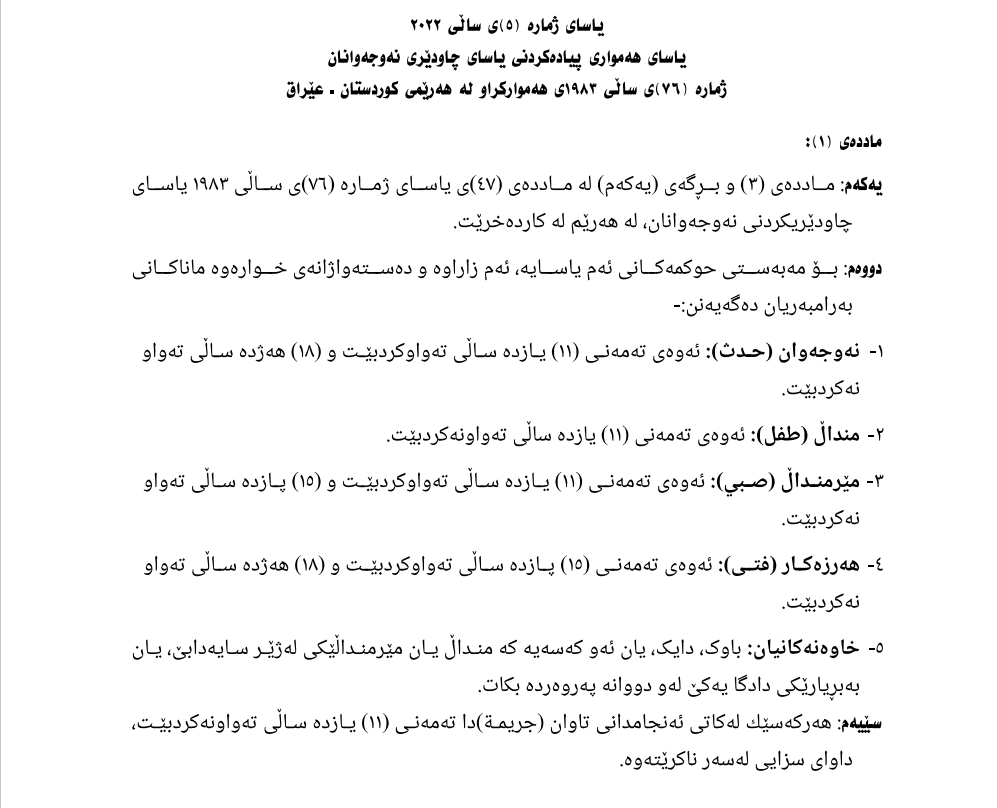 یاسای ژمارە (٥)ی ساڵی ٢٠٢٢
یاسای هەمواری پیادەکردنی یاسای چاودێری نەوجەوانان
ژمارە (٧٦)ی ساڵی ١٩٨٣ی هەموارکراو لە هەرێمی کوردستان - عێراق
ماددەی (١):
یەکەم: مـاددەی (٣) و بـڕگەی (یەکەم) لە ماددەی (٤٧)ی یاسای ژمارە (٧٦)ی ساڵی ١٩٨٣ یاسای
چاودێریکردنی نەوجەوانان، لە هەرێم لە کاردەخرێت.
دووەم: بۆ مەبەستی حوکمەکانی ئەم یاسایە، ئەم زاراوە و دەستەواژانەی خوارەوە ماناکانی
بەرامبەریان دەگەیەنن:-
١- نەوجەوان (حدث): ئەوەی تەمەنی (١١) یازدە ساڵی تەواوکردبێت و (١٨) هەژدە ساڵی تەواو
نەکردبێت.
٢- منداڵ (طفل): ئەوەی تەمەنی (١١) یازدە ساڵی تەواونەکردبێت.
٣- مێرمنداڵ (صبي): ئەوەی تەمەنی (١١) یازدە ساڵی تەواوکردبێت و (١٥) پازدە ساڵی تەواو
نەکردبێت.
٤- هەرزەکار (فتى): ئەوەی تەمەنی (١٥) پازدە ساڵی تەواوکردبێت و (١٨) هەژدە ساڵی تەواو
نەکردبێت.
٥- خاوەنەکانیان: باوک، دایک، یان ئەو کەسەیە کە منداڵ یان مێرمنداڵێکی لەژێر سایەدابێ، یان
بەبڕیارێکی دادگا یەکێ لەو دووانە پەروەردە بکات.
سێیەم: هەرکەسێك لەکاتی ئەنجامدانی تاوان (جریمة)دا تەمەنی (١١) یازدە ساڵی تەواونەکردبێت،
داوای سزایی لەسەر ناکرێتەوە.